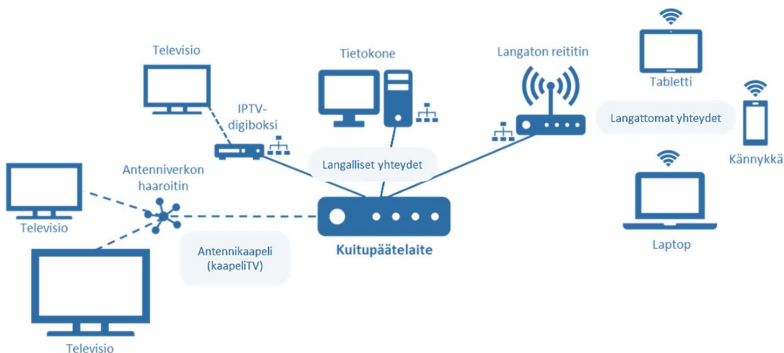 Televisio
Tietokone
Langaton reititin
Tabletti
IPTV-
digiboksi
Langattomat yhteydet
Langalliset yhteydet
Kännykkä
Antenniverkon
haaroitin
Televisio
Antennikaapeli
(kaapeliTV)
Kuitupäätelaite
Laptop
Televisio